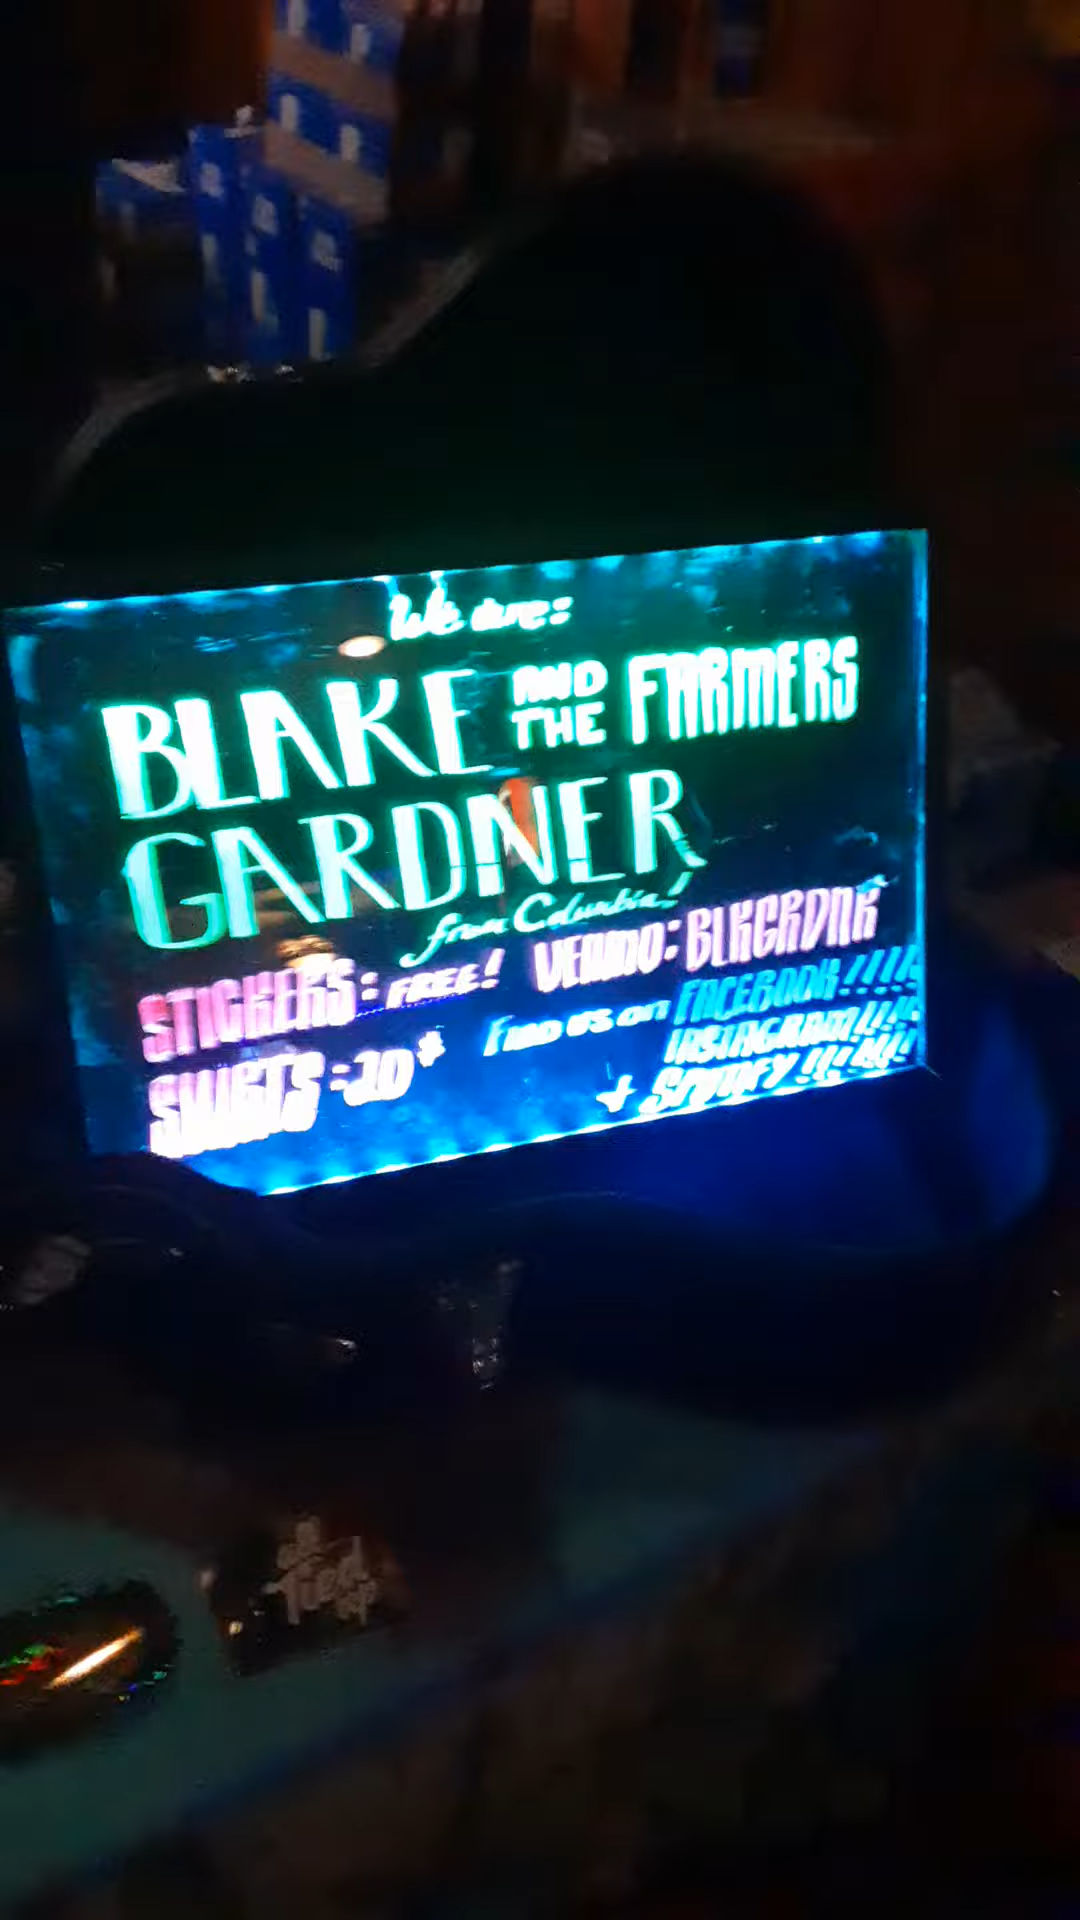 We are:
BLAKE AND THE FARMERS
GARDNER
from Columbia!
STICKERS: FREE! VENMO: BLKGRDNR
SHIRTS - 20* FIND US ON FACEBOOK!!!!
INSTAGRAM!!!!
+ SPOTIFY!!!!!!